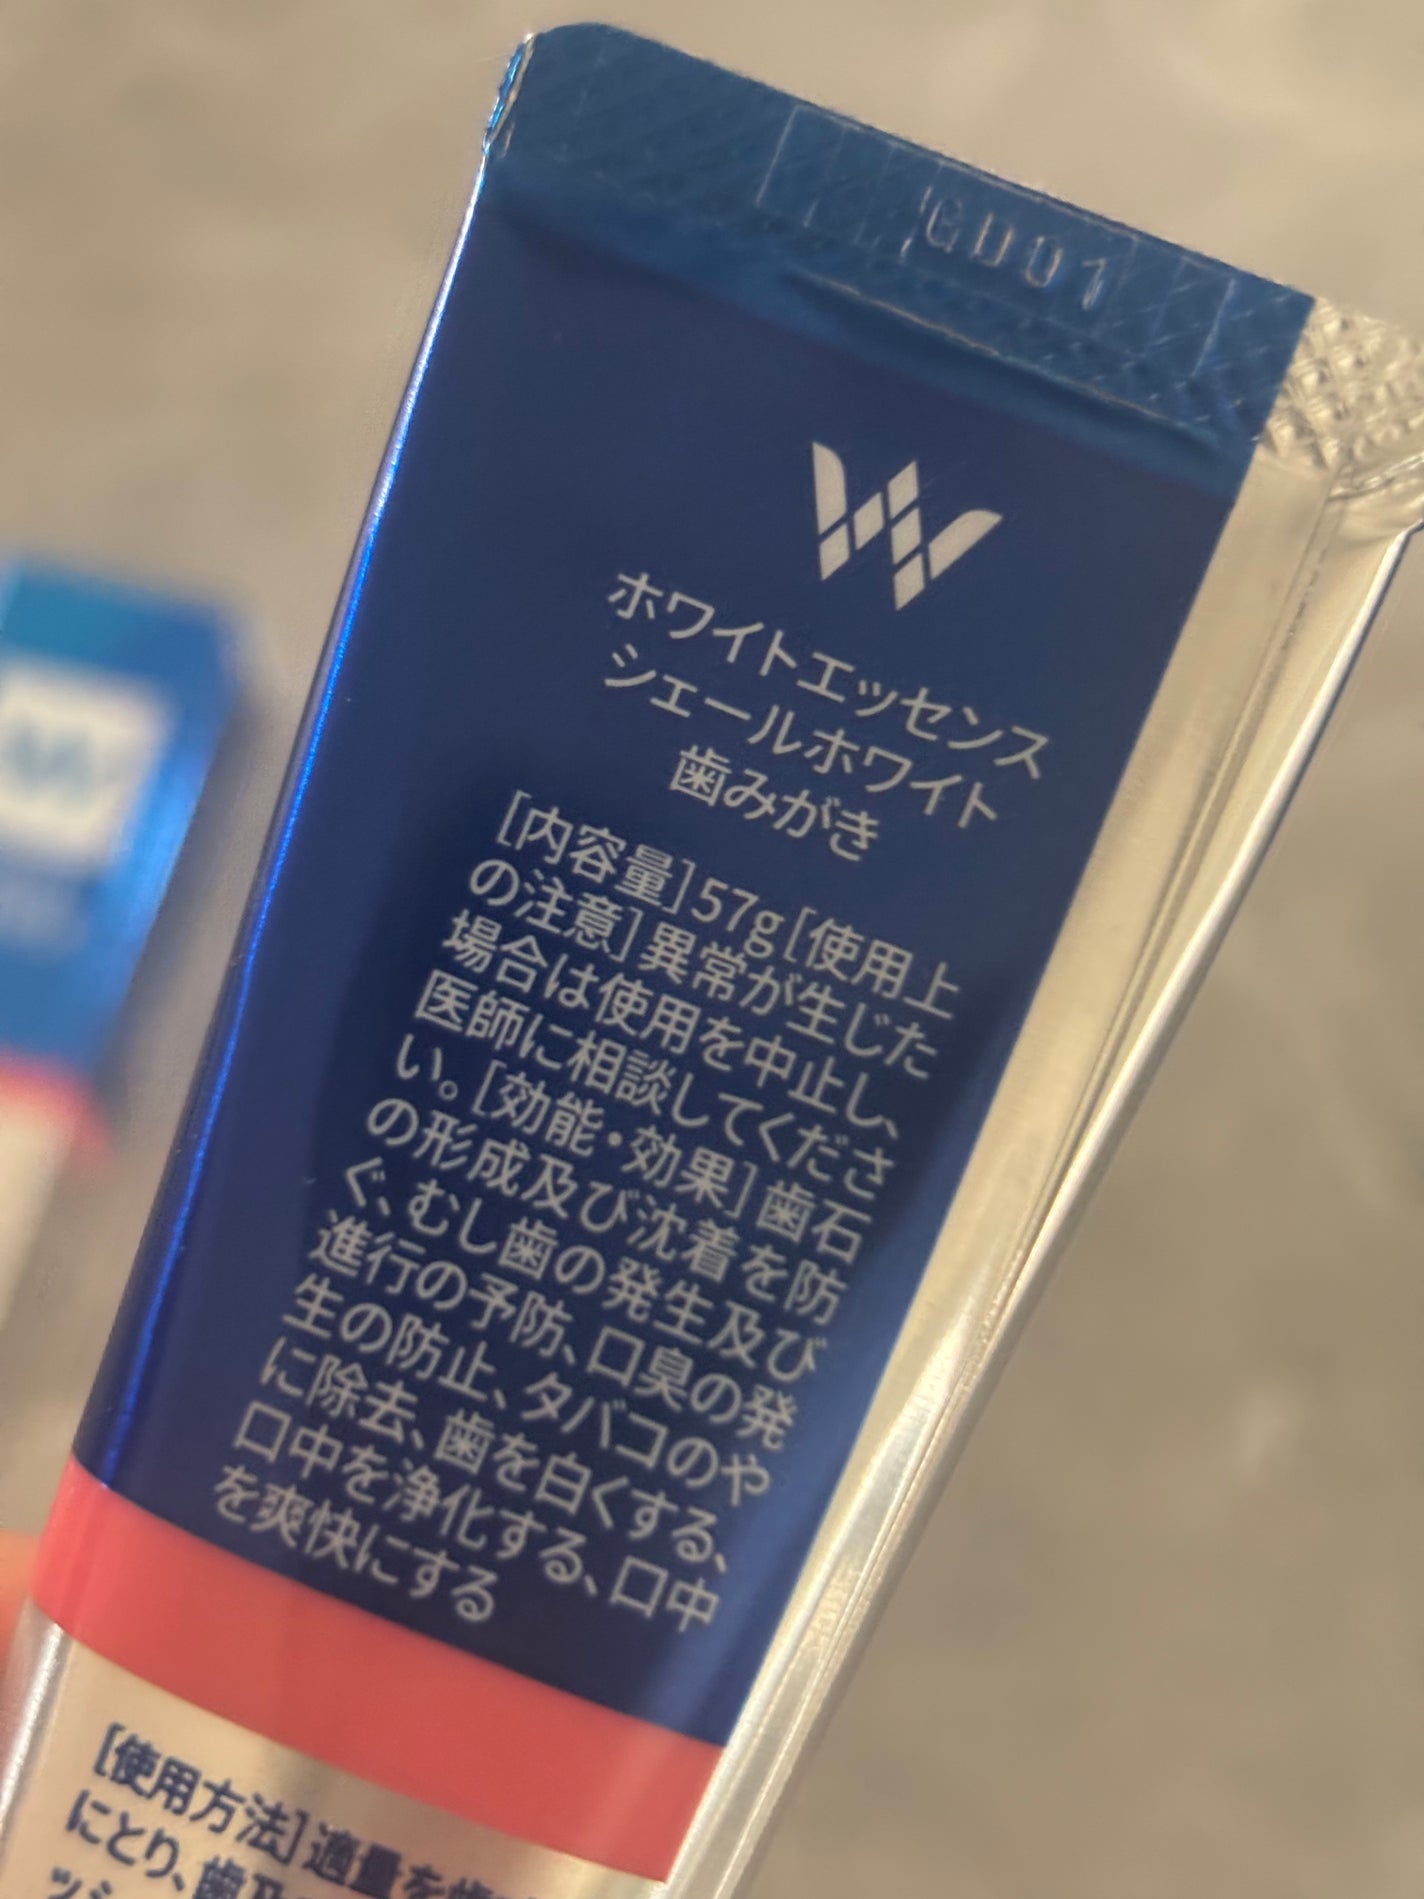 GU01
ホワイトエッセンス
シェールホワイト
歯みがき
[内容量]57g[使用上
の注意]異常が生じた
場合は使用を中止し、
医師に相談してくださ
い。[効能・効果]歯石
の形成及び沈着を防
ぐ、むし歯の発生及び
進行の予防、口臭の発
生の防止、タバコのや
に除去、歯を白くする、
口中を浄化する、口中
を爽快にする
[使用方法]適量を歯
にとり、歯及
ッシ